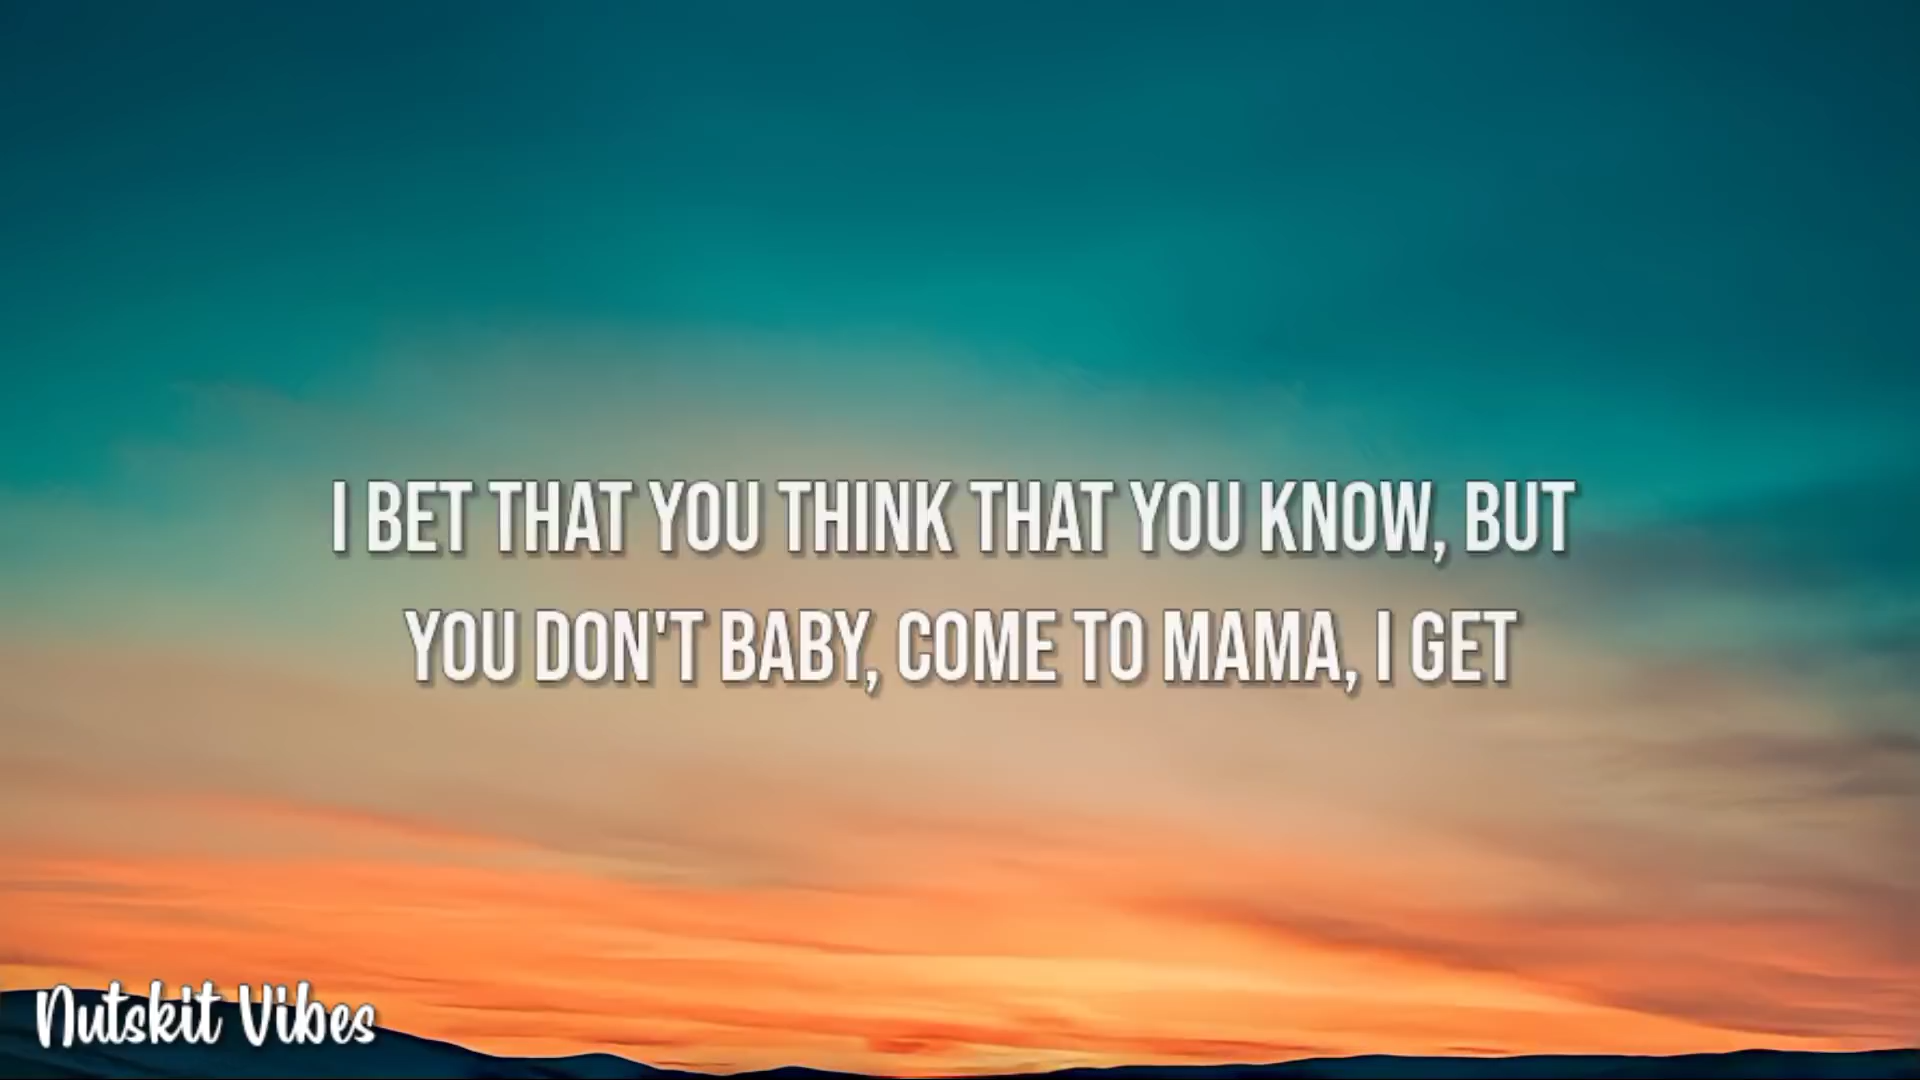 I BET THAT YOU THINK THAT YOU KNOW, BUT
YOU DON'T BABY, COME TO MAMA, I GET
Nutskit Vibes